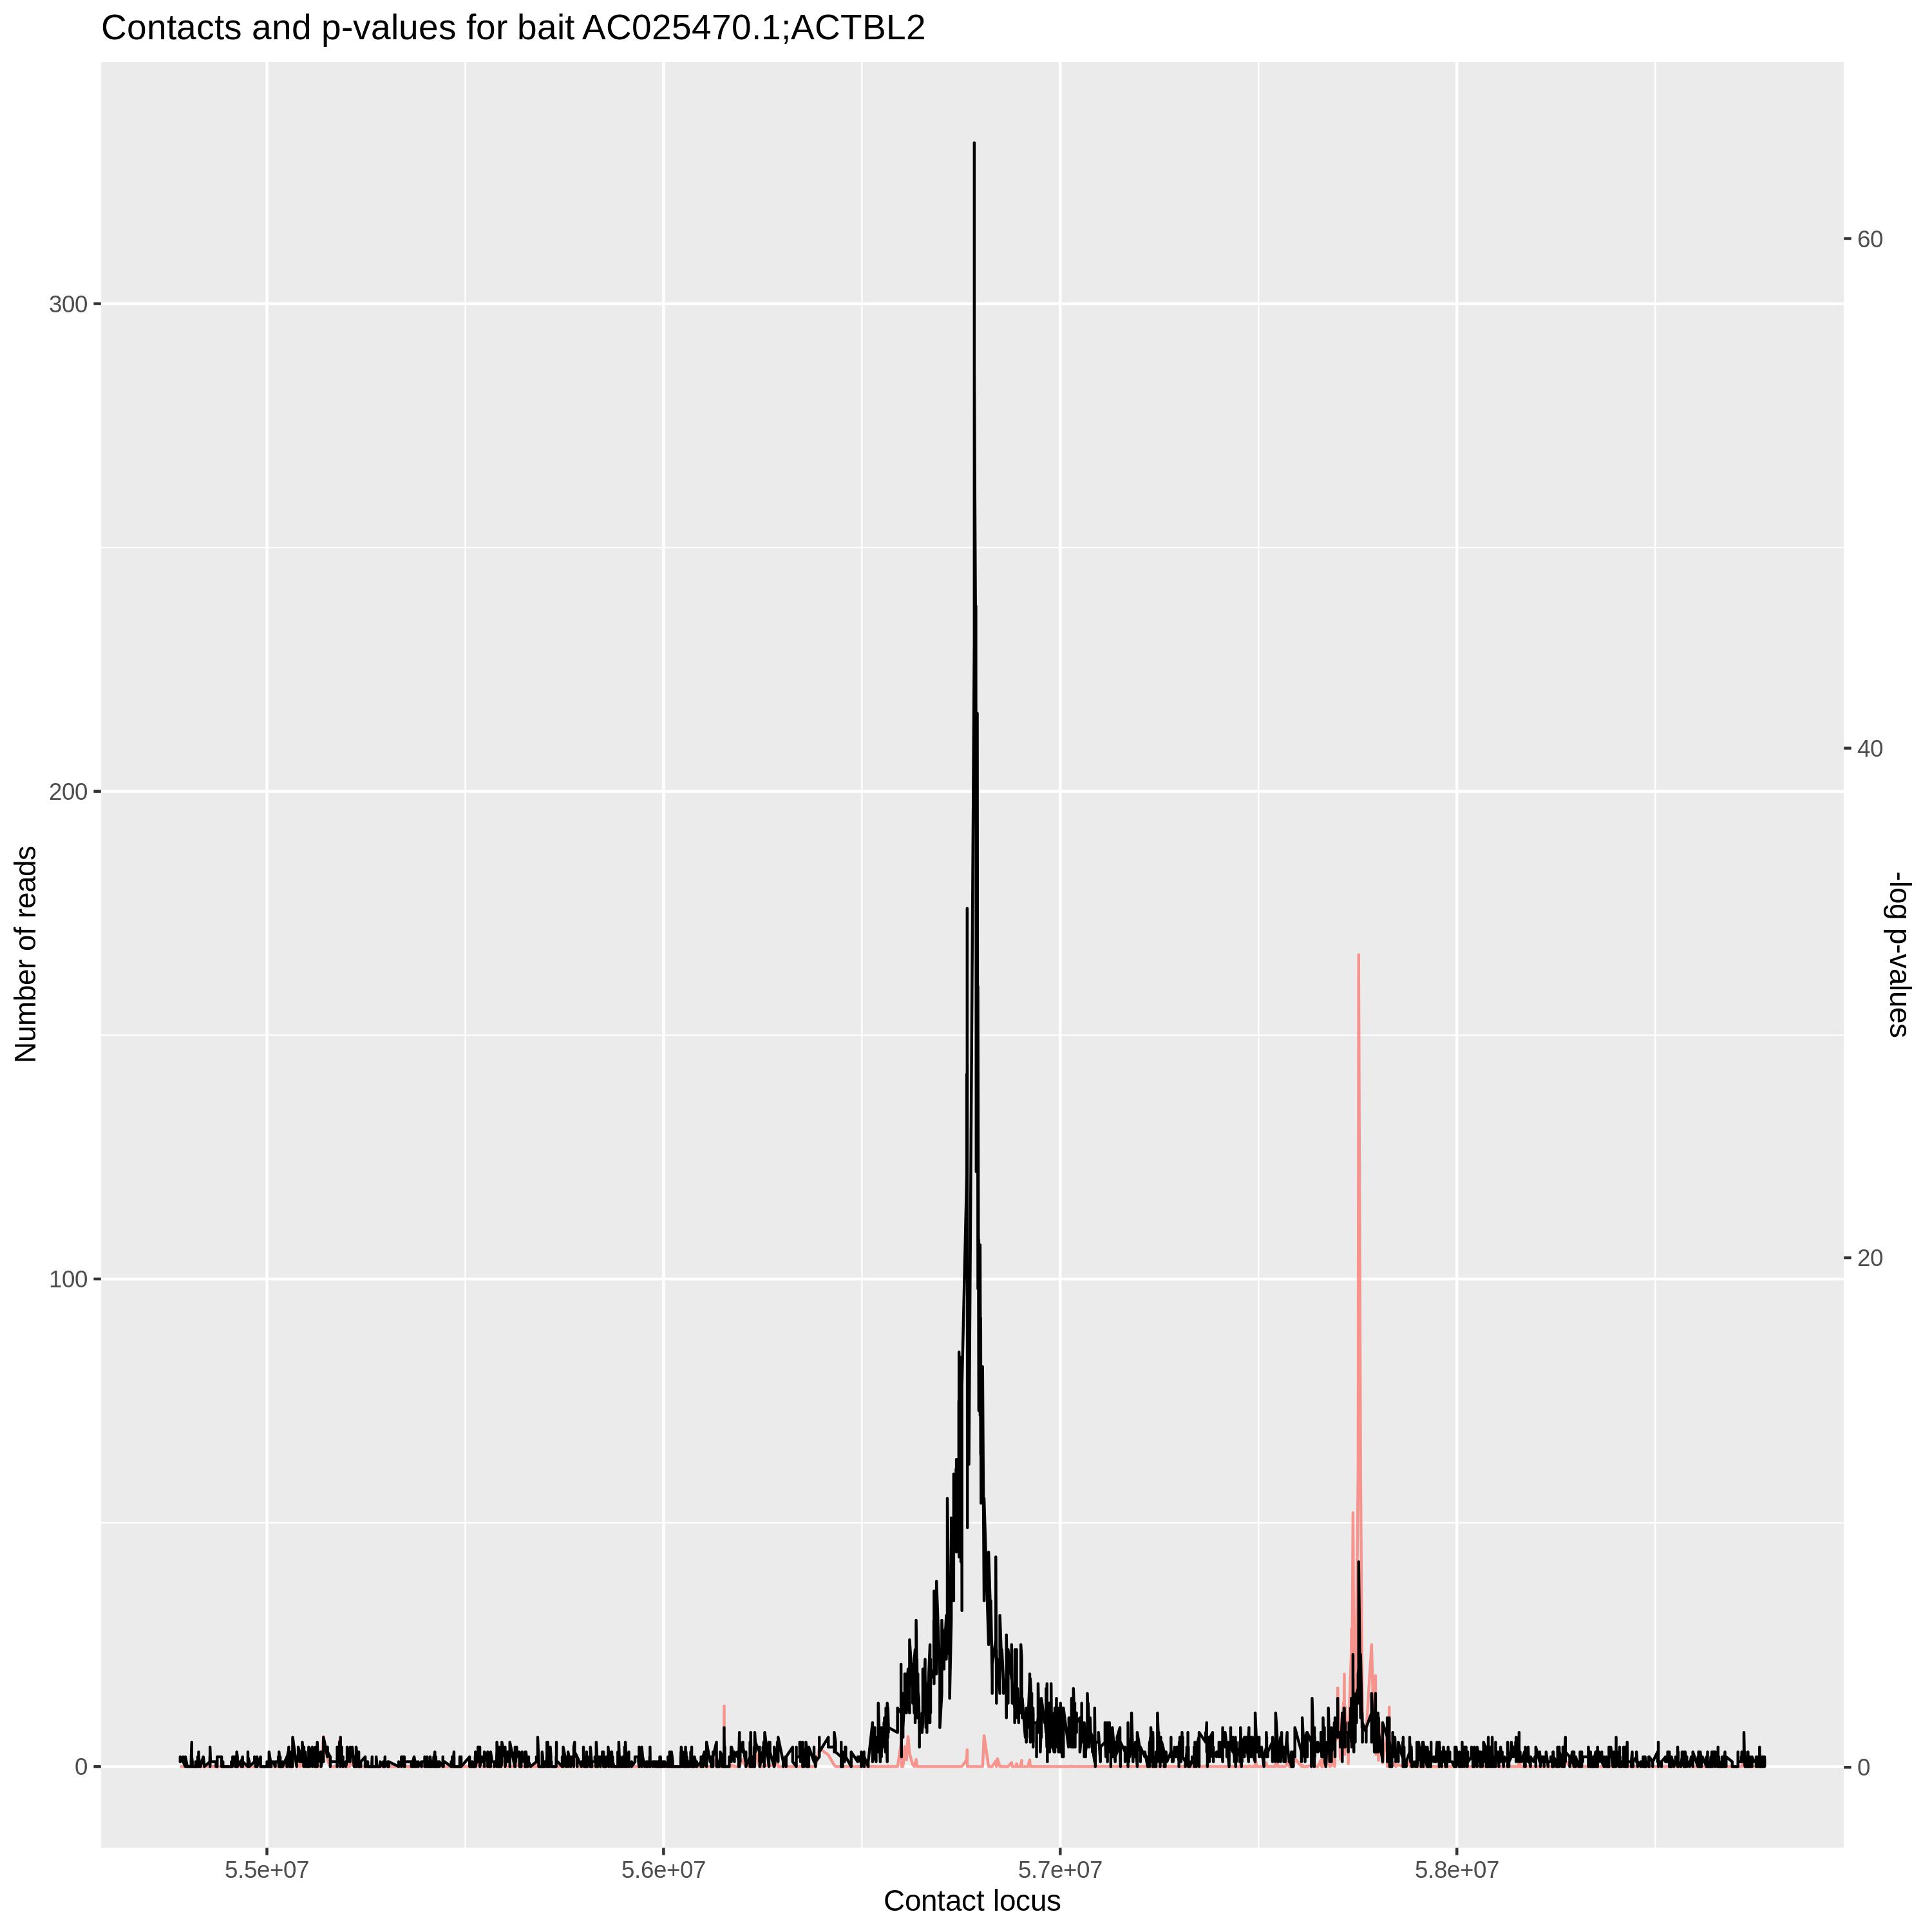 Contacts and p-values for bait AC025470.1;ACTBL2
300
200
100
0
Number of reads
60
40
20
0
-log p-values
5.5e+07
5.6e+07
5.7e+07
5.8e+07
Contact locus